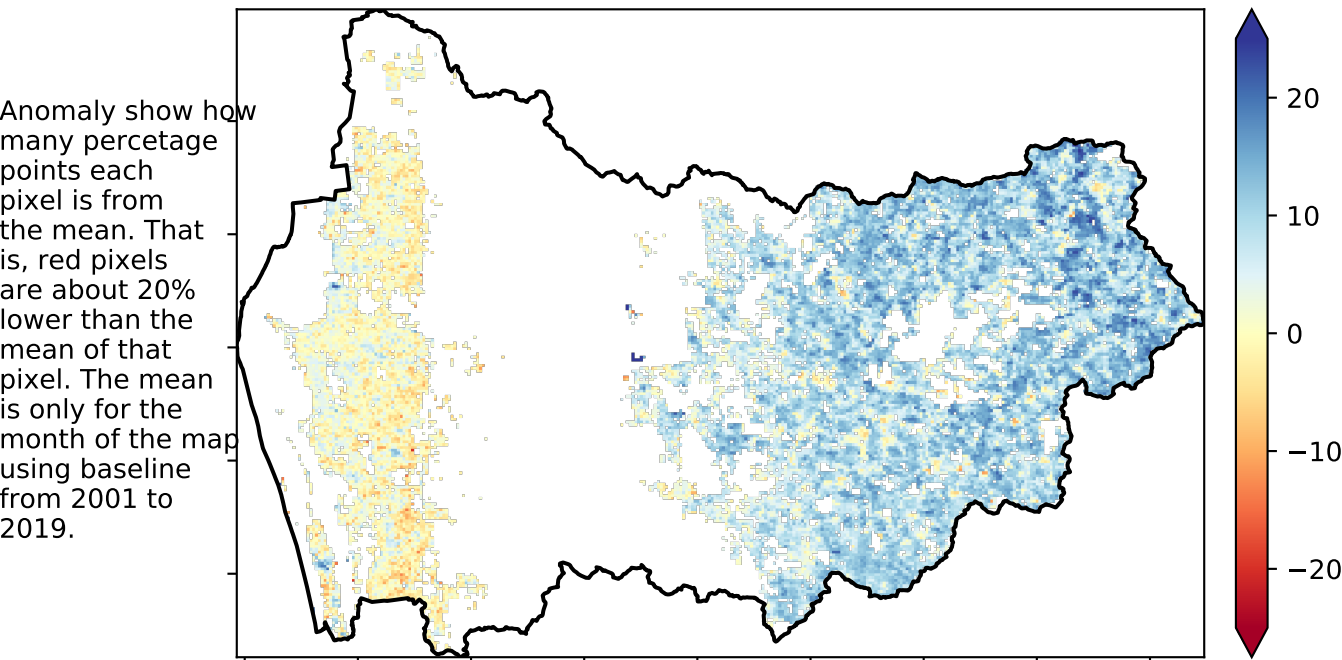 Anomaly show how
many percetage
points each
pixel is from
the mean. That
is, red pixels
are about 20%
lower than the
mean of that
pixel. The mean
is only for the
month of the map
using baseline
from 2001 to
2019.
20
10
0
−10
−20